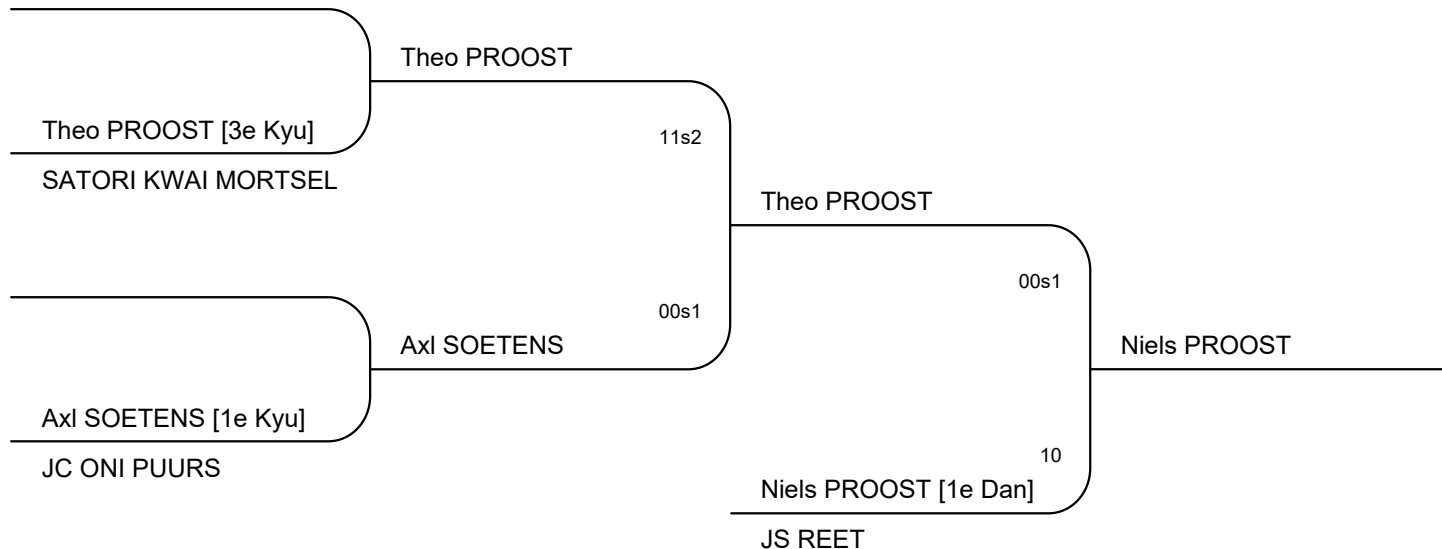 Theo PROOST
Theo PROOST [3e Kyu]
11s2
SATORI KWAI MORTSEL
Theo PROOST
00s1
00s1
Axl SOETENS
Niels PROOST
Axl SOETENS [1e Kyu]
10
JC ONI PUURS
Niels PROOST [1e Dan]
JS REET